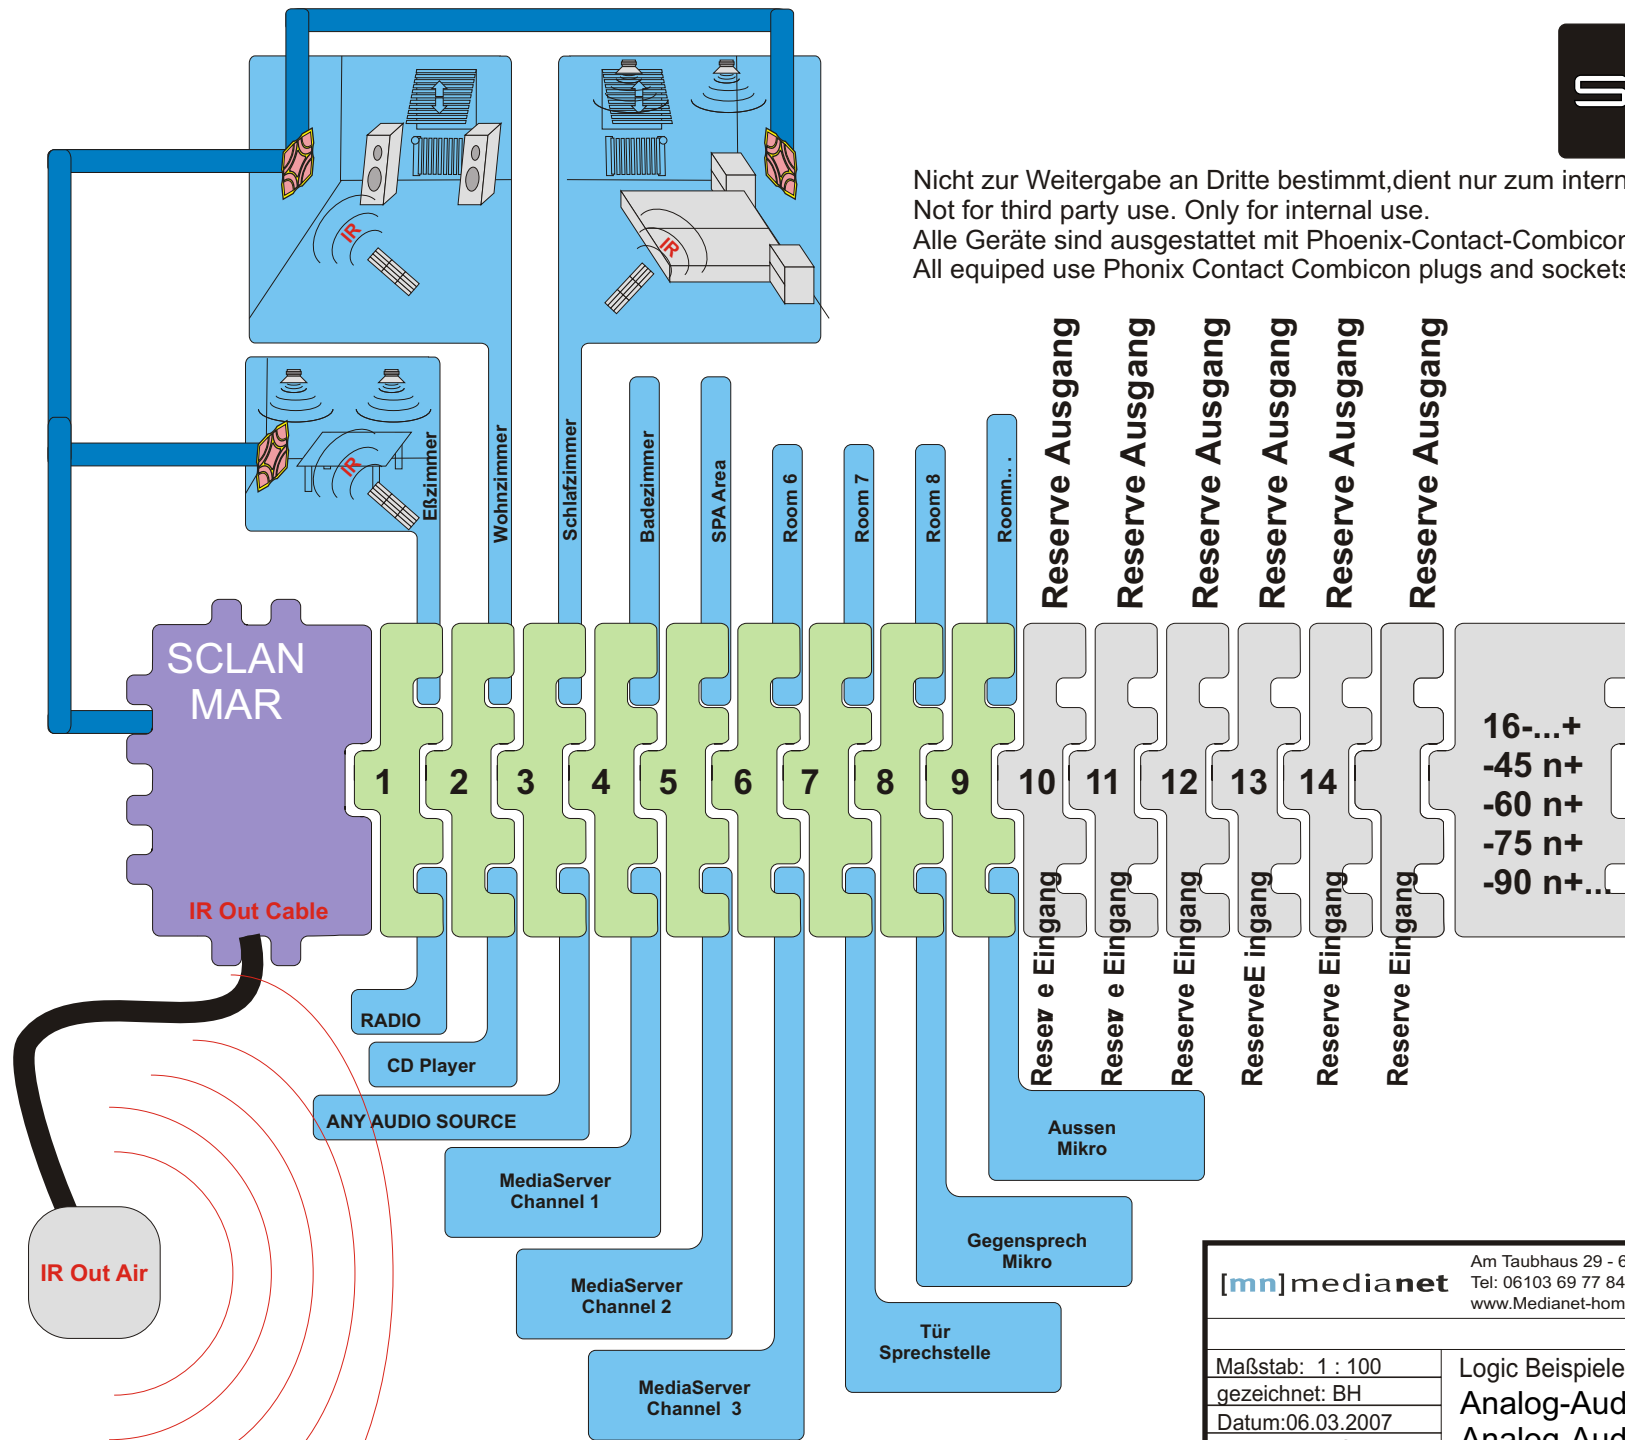 Nicht zur Weitergabe an Dritte bestimmt,dient nur zum intern
Not for third party use. Only for internal use.
Alle Geräte sind ausgestattet mit Phoenix-Contact-Combicon
All equiped use Phonix Contact Combicon plugs and sockets
IR
IR
IR
Eßzimmer
Wohnzimmer
Schlafzimmer
Badezimmer
SPA Area
Room 6
Room 7
Room 8
Roomn.. .
Reserve Ausgang
Reserve Ausgang
Reserve Ausgang
Reserve Ausgang
Reserve Ausgang
Reserve Ausgang
SCLAN
MAR
IR Out Cable
1
2
3
4
5
6
7
8
9
10
11
12
13
14
16-...+
-45 n+
-60 n+
-75 n+
-90 n+...
Reserv e Eingang
Reserv e Eingang
Reserve Eingang
ReserveE ingang
Reserve Eingang
Reserve Eingang
RADIO
CD Player
ANY AUDIO SOURCE
MediaServer
Channel 1
MediaServer
Channel 2
MediaServer
Channel 3
Tür
Sprechstelle
Gegensprech
Mikro
Aussen
Mikro
IR Out Air
[mn]medianet
Am Taubhaus 29 - 6
Tel: 06103 69 77 84
www.Medianet-hom
Maßstab: 1 : 100
gezeichnet: BH
Datum:06.03.2007
Logic Beispiele
Analog-Aud
Analog-Aud